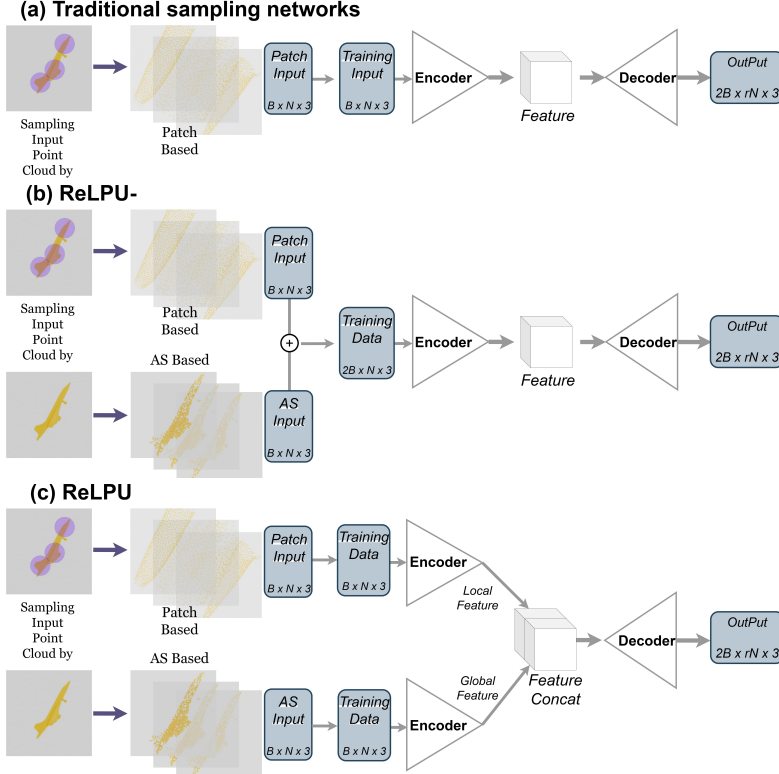 (a) Traditional sampling networks
Sampling
Input
Point
Cloud by
Patch
Based
Patch
Input
B x N x 3
Training
Input
B x N x 3
Encoder
Feature
Decoder
OutPut
2B x rN x 3
(b) ReLPU-
Sampling
Input
Point
Cloud by
Patch
Based
AS Based
Patch
Input
B x N x 3
+
AS
Input
B x N x 3
Training
Data
2B x N x 3
Encoder
Feature
Decoder
OutPut
2B x rN x 3
(c) ReLPU
Sampling
Input
Point
Cloud by
Patch
Based
AS Based
Patch
Input
B x N x 3
Training
Data
B x N x 3
Encoder
Local
Feature
AS
Input
B x N x 3
Training
Data
B x N x 3
Encoder
Global
Feature
Feature
Concat
Decoder
OutPut
2B x rN x 3